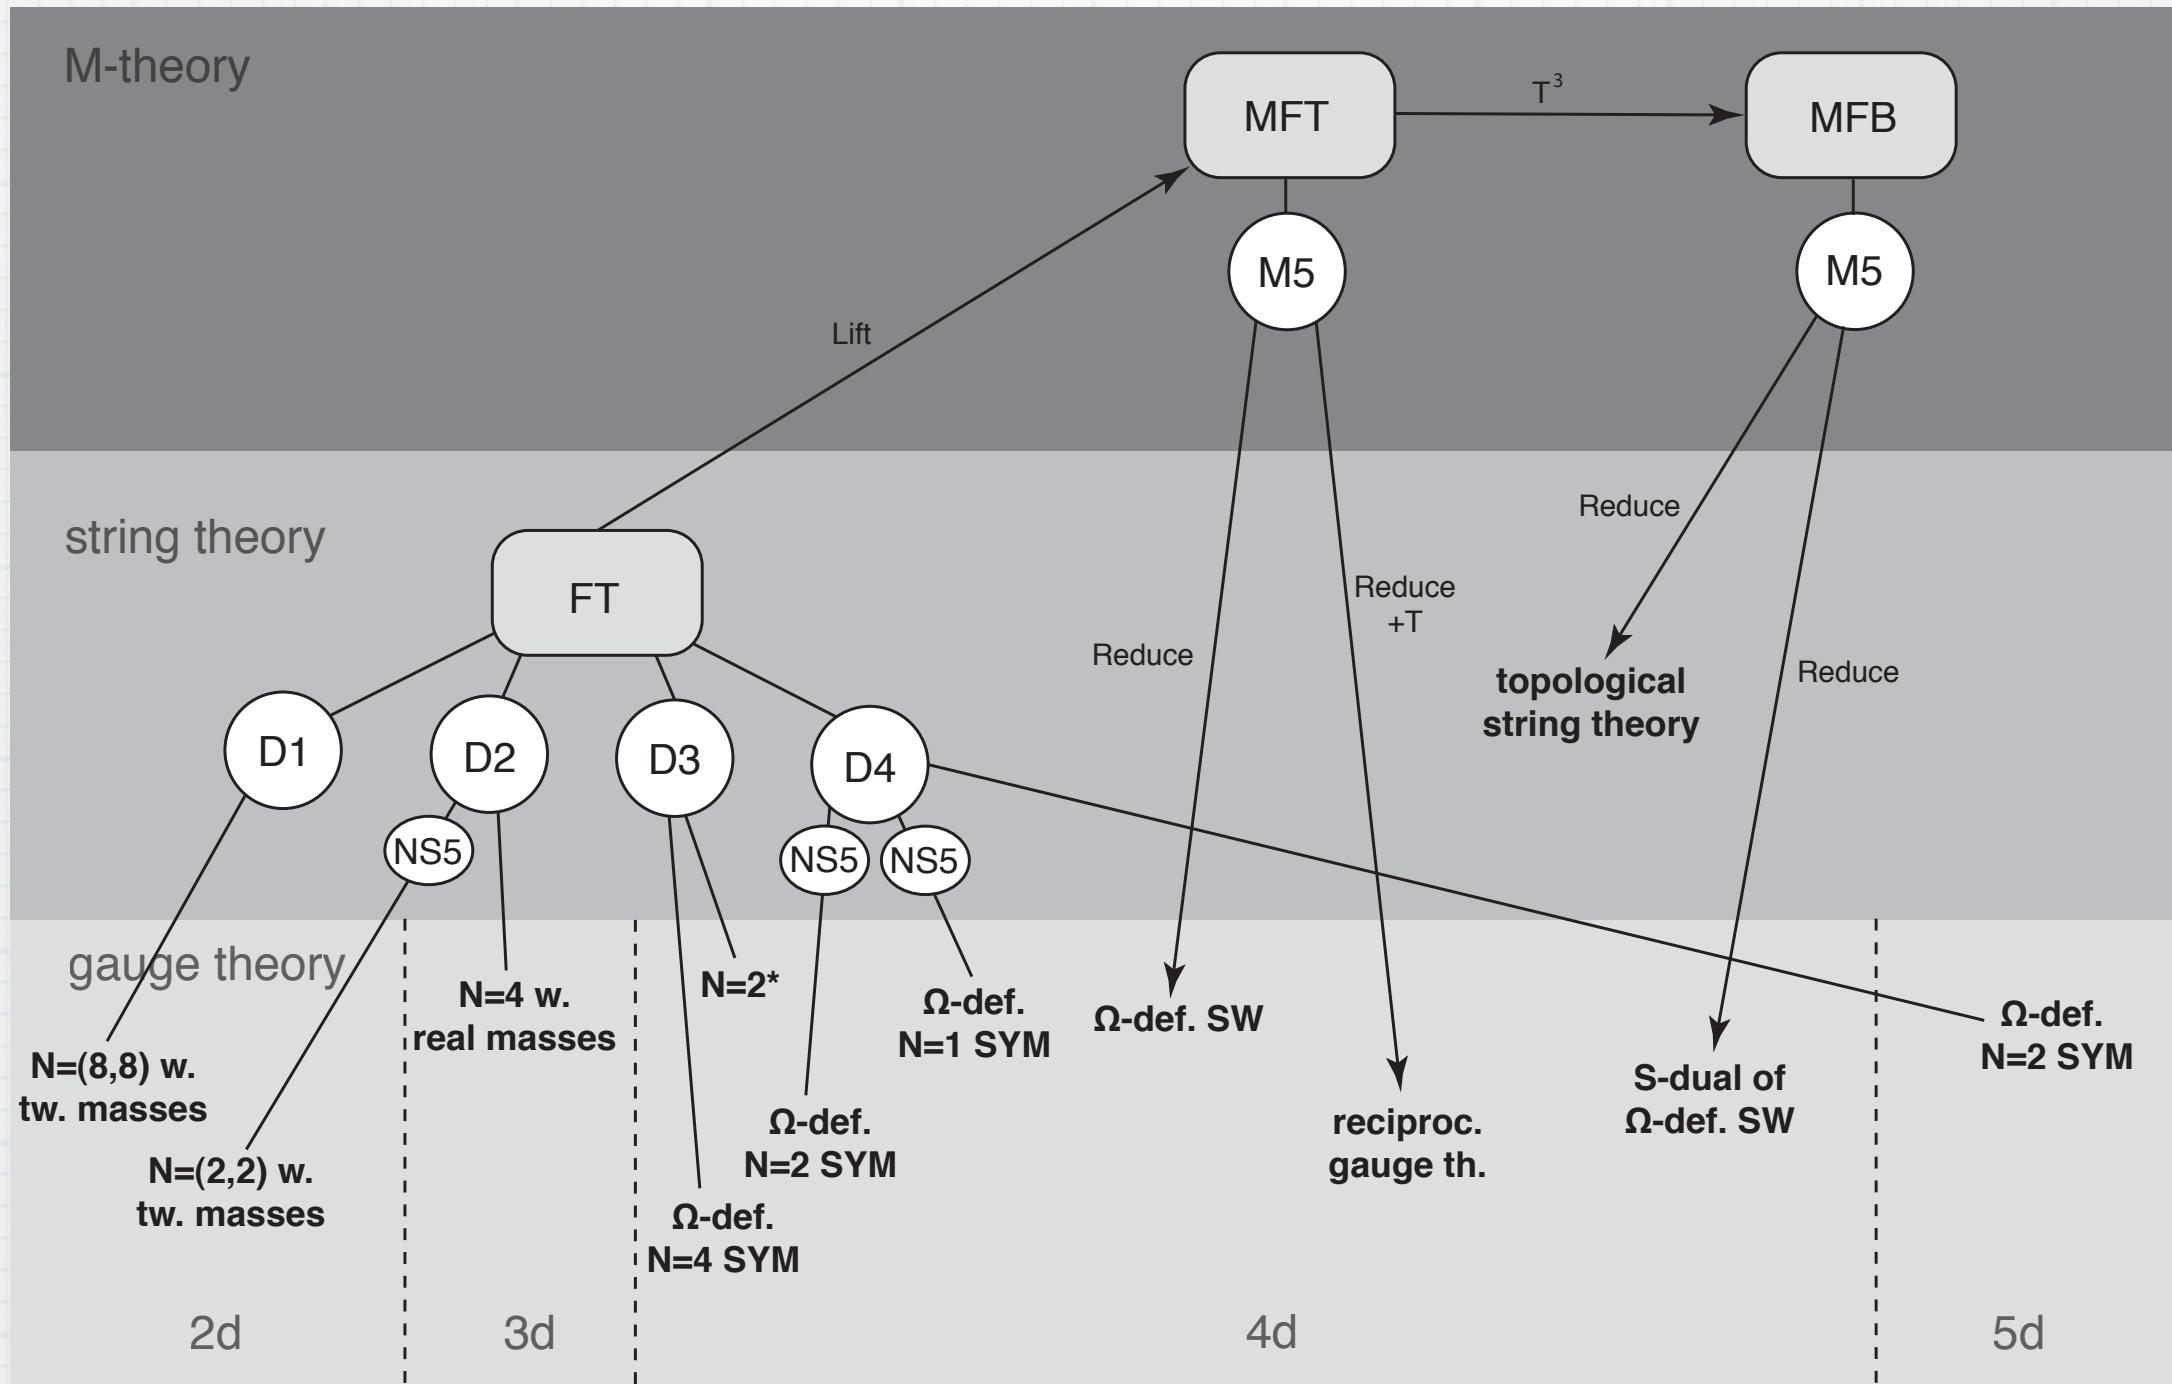 M-theory
MFT
T³
MFB
M5
M5
Lift
string theory
FT
Reduce
Reduce
+T
Reduce
topological
string theory
Reduce
D1
D2
D3
D4
NS5
NS5
NS5
gauge theory
N=4 w.
real masses
N=2*
Ω-def.
N=1 SYM
Ω-def. SW
Ω-def.
N=2 SYM
N=(8,8) w.
tw. masses
S-dual of
Ω-def. SW
Ω-def.
N=2 SYM
reciproc.
gauge th.
N=(2,2) w.
tw. masses
Ω-def.
N=4 SYM
2d
3d
4d
5d